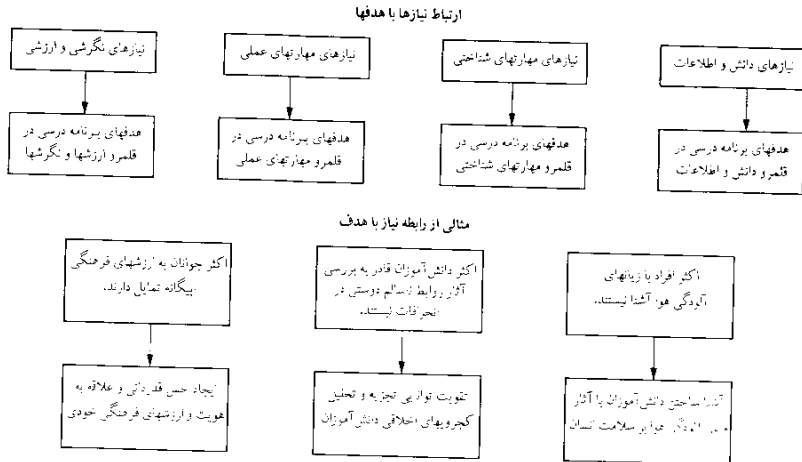 ارتباط نیازها با هدفها
نیازهای دانش و اطلاعات
نیازهای مهارتهای شناختی
نیازهای مهارتهای عملی
نیازهای نگرشی و ارزشی
هدفهای برنامه درسی در
قلمرو دانش و اطلاعات
هدفهای برنامه درسی در
قلمرو مهارتهای شناختی
هدفهای برنامه درسی در
قلمرو مهارتهای عملی
هدفهای برنامه درسی در
قلمرو ارزشها و نگرشها
مثالی از رابطه نیاز با هدف
اکثر افراد با زیانهای
آلودگی هوا آشنا نیستند.
اکثر دانش‌آموزان قادر به بررسی
آثار روابط ناسالم دوستی در
انحرافات نیستند.
اکثر جوانان به ارزشهای فرهنگی
بیگانه تمایل دارند.
آشنا ساختن دانش‌آموزان با آثار
هوا بر سلامت انسان
تقویت توانایی تجزیه و تحلیل
کجرویهای اخلاقی دانش‌آموزان
ایجاد حس قدردانی و علاقه به
هویت و ارزشهای فرهنگی خودی